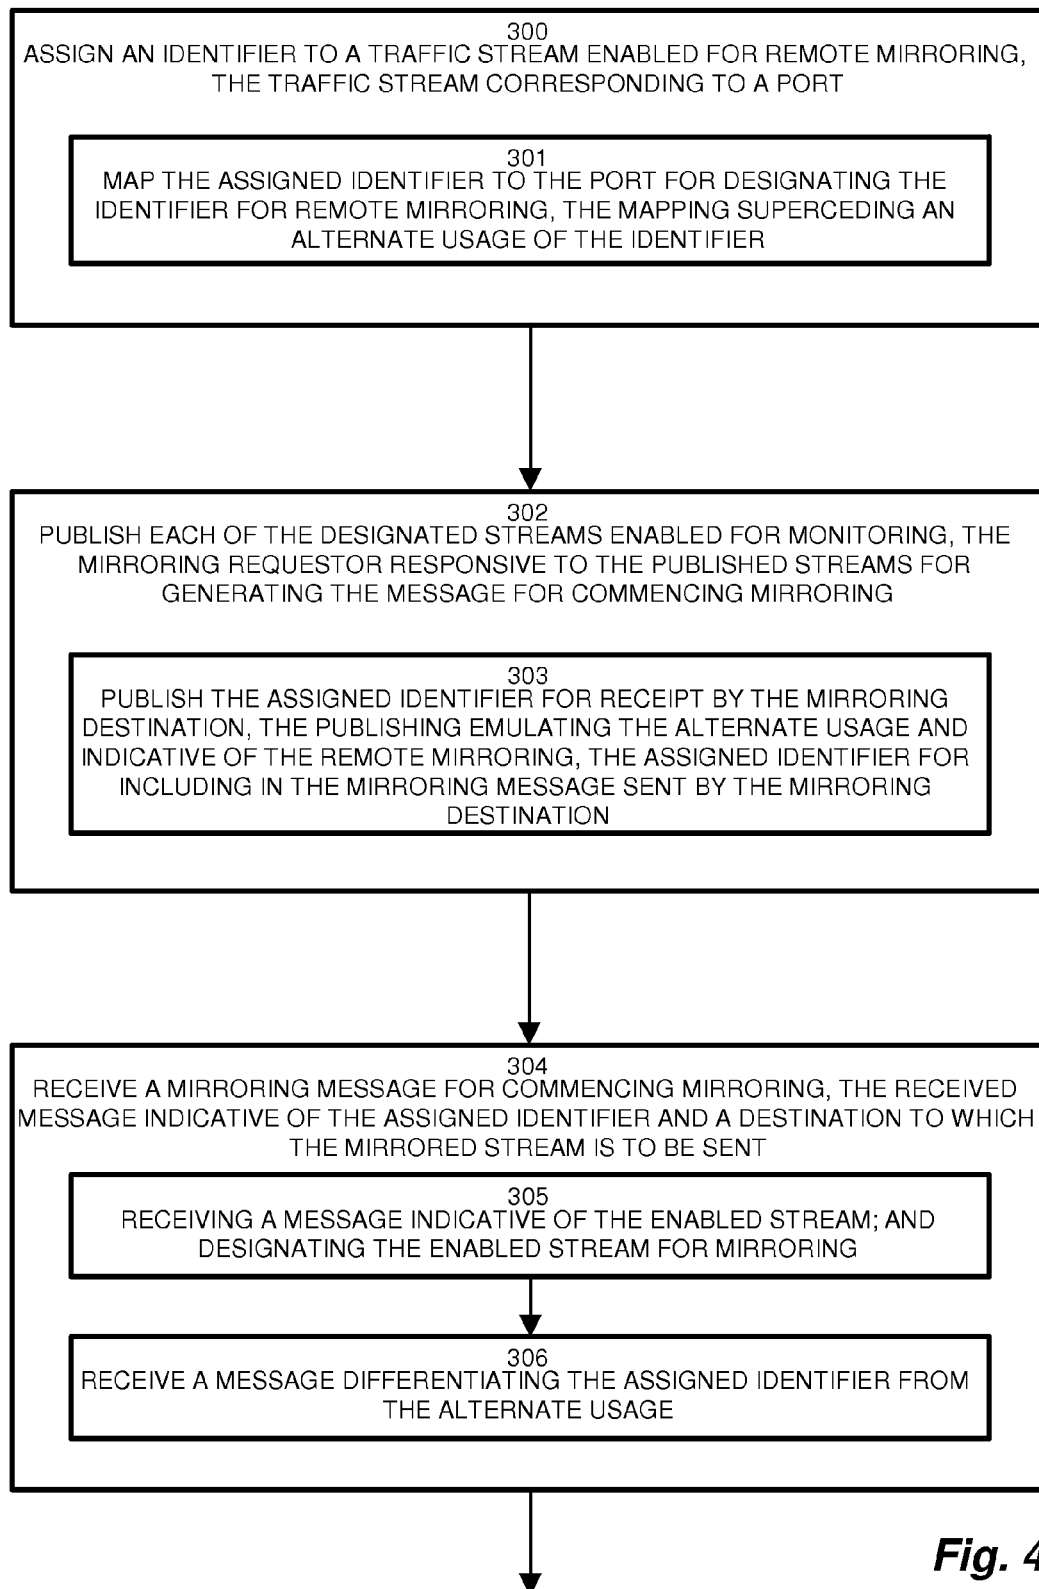 300
ASSIGN AN IDENTIFIER TO A TRAFFIC STREAM ENABLED FOR REMOTE MIRRORING,
THE TRAFFIC STREAM CORRESPONDING TO A PORT
301
MAP THE ASSIGNED IDENTIFIER TO THE PORT FOR DESIGNATING THE
IDENTIFIER FOR REMOTE MIRRORING, THE MAPPING SUPERCEDING AN
ALTERNATE USAGE OF THE IDENTIFIER
302
PUBLISH EACH OF THE DESIGNATED STREAMS ENABLED FOR MONITORING, THE
MIRRORING REQUESTOR RESPONSIVE TO THE PUBLISHED STREAMS FOR
GENERATING THE MESSAGE FOR COMMENCING MIRRORING
303
PUBLISH THE ASSIGNED IDENTIFIER FOR RECEIPT BY THE MIRRORING
DESTINATION, THE PUBLISHING EMULATING THE ALTERNATE USAGE AND
INDICATIVE OF THE REMOTE MIRRORING, THE ASSIGNED IDENTIFIER FOR
INCLUDING IN THE MIRRORING MESSAGE SENT BY THE MIRRORING
DESTINATION
304
RECEIVE A MIRRORING MESSAGE FOR COMMENCING MIRRORING, THE RECEIVED
MESSAGE INDICATIVE OF THE ASSIGNED IDENTIFIER AND A DESTINATION TO WHICH
THE MIRRORED STREAM IS TO BE SENT
305
RECEIVING A MESSAGE INDICATIVE OF THE ENABLED STREAM; AND
DESIGNATING THE ENABLED STREAM FOR MIRRORING
306
RECEIVE A MESSAGE DIFFERENTIATING THE ASSIGNED IDENTIFIER FROM
THE ALTERNATE USAGE
Fig. 4